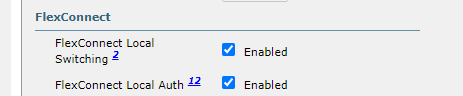 FlexConnect
FlexConnect Local
Switching 2
Enabled
FlexConnect Local Auth 12
Enabled